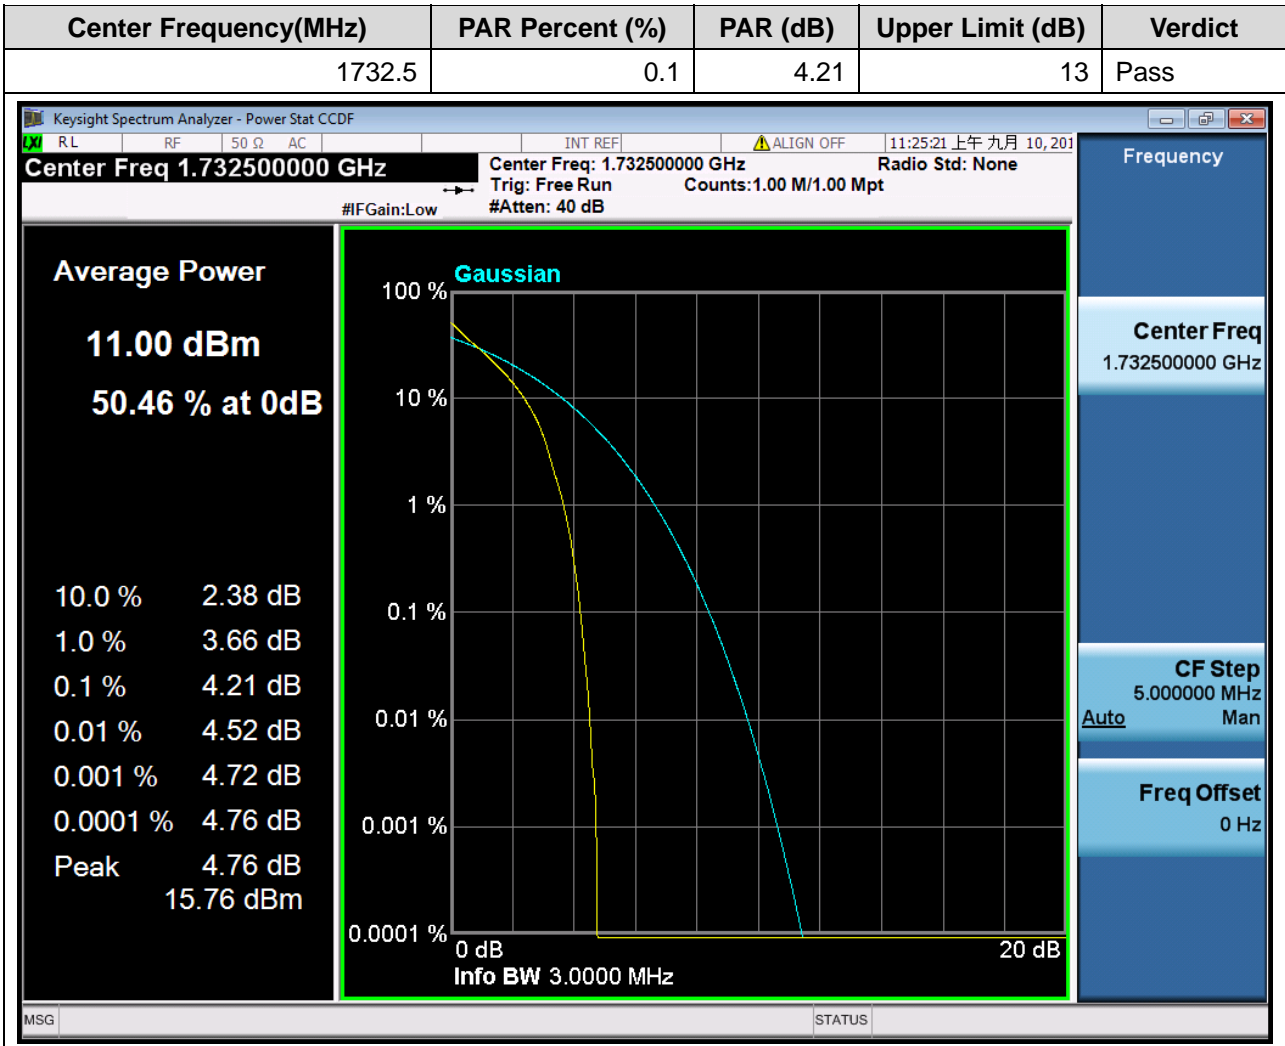 Center Frequency(MHz) PAR Percent (%) PAR (dB) Upper Limit (dB) Verdict
1732.5 0.1 4.21 13 Pass
Keysight Spectrum Analyzer - Power Stat CCDF
LXI RL RF 50 Ω AC INT REF ALIGN OFF 11:25:21 上午 九月 10, 201
Center Freq 1.732500000 GHz
Center Freq: 1.732500000 GHz Radio Std: None
Trig: Free Run Counts:1.00 M/1.00 Mpt
#IFGain:Low #Atten: 40 dB
Average Power
11.00 dBm
50.46 % at 0dB
10.0 % 2.38 dB
1.0 % 3.66 dB
0.1 % 4.21 dB
0.01 % 4.52 dB
0.001 % 4.72 dB
0.0001 % 4.76 dB
Peak 4.76 dB
15.76 dBm
Gaussian
100 %
10 %
1 %
0.1 %
0.01 %
0.001 %
0.0001 %
0 dB 20 dB
Info BW 3.0000 MHz
Frequency
Center Freq
1.732500000 GHz
CF Step
5.000000 MHz
Auto Man
Freq Offset
0 Hz
MSG STATUS